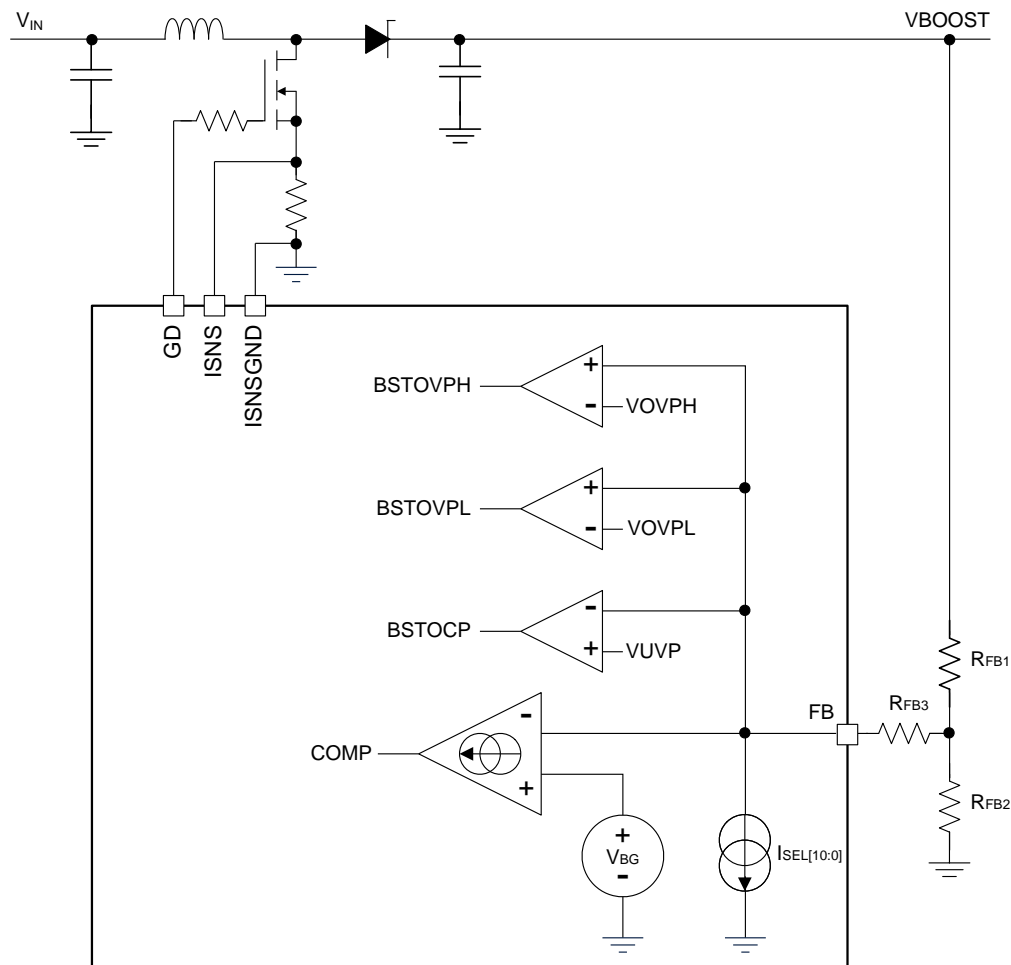 VIN
VBOOST
GD
ISNS
ISNSGND
+
BSTOVPH
-
VOVPH
+
BSTOVPL
-
VOVPL
-
BSTOCP
+
VUVP
RFB1
RFB3
FB
-
COMP
+
RFB2
+
VBG
-
ISEL[10:0]